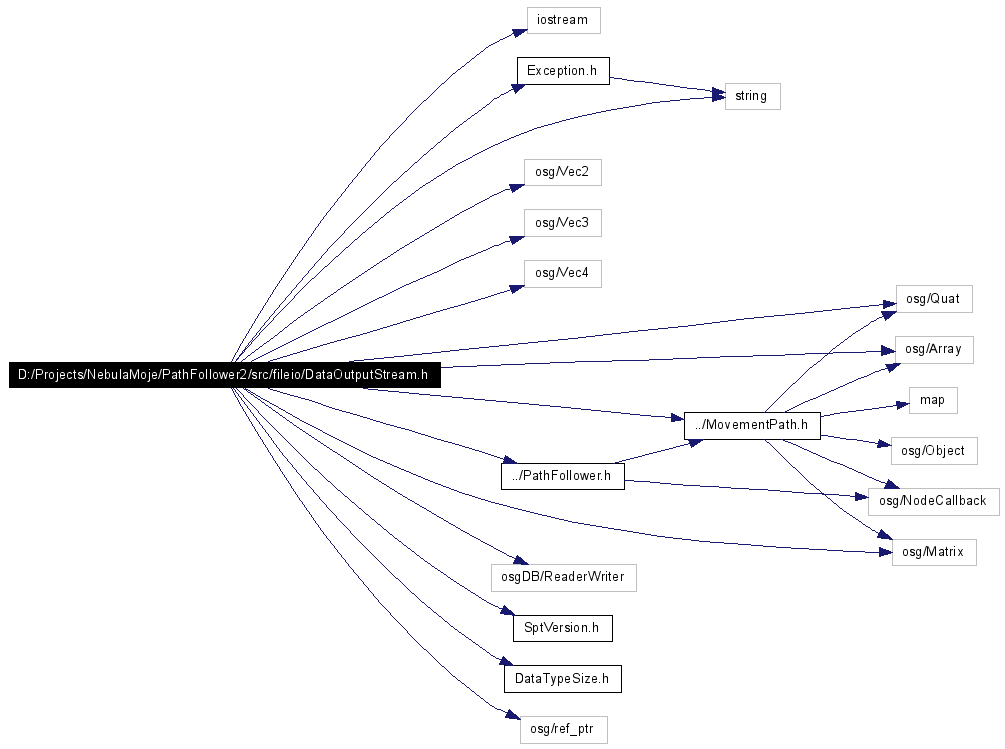 iostream
Exception.h
string
osg/Vec2
osg/Vec3
osg/Vec4
osg/Quat
osg/Array
D:/Projects/NebulaMoje/PathFollower2/src/fileio/DataOutputStream.h
map
../MovementPath.h
osg/Object
../PathFollower.h
osg/NodeCallback
osg/Matrix
osgDB/ReaderWriter
SptVersion.h
DataTypeSize.h
osg/ref_ptr